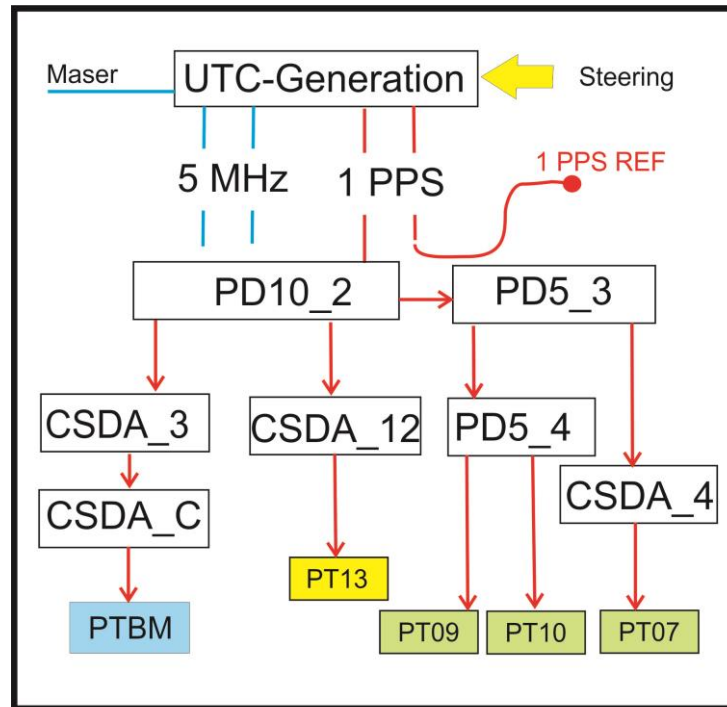 Maser
UTC-Generation
Steering
5 MHz
1 PPS
1 PPS REF
PD10_2
PD5_3
CSDA_3
CSDA_12
PD5_4
CSDA_C
CSDA_4
PT13
PTBM
PT09
PT10
PT07